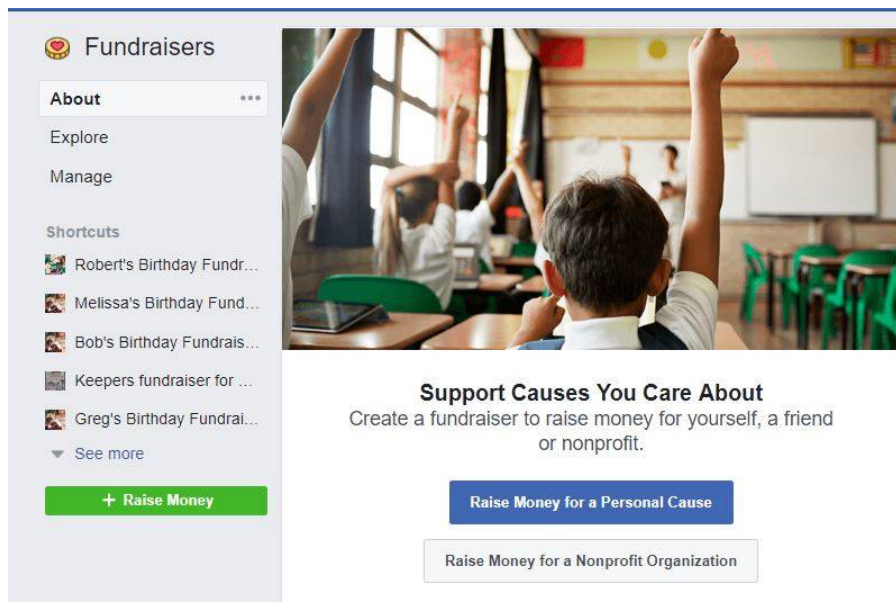 Fundraisers
About
Explore
Manage
Shortcuts
Robert's Birthday Fundr...
Melissa's Birthday Fund...
Bob's Birthday Fundrais...
Keepers fundraiser for ...
Greg's Birthday Fundrai...
See more
+ Raise Money
Support Causes You Care About
Create a fundraiser to raise money for yourself, a friend
or nonprofit.
Raise Money for a Personal Cause
Raise Money for a Nonprofit Organization